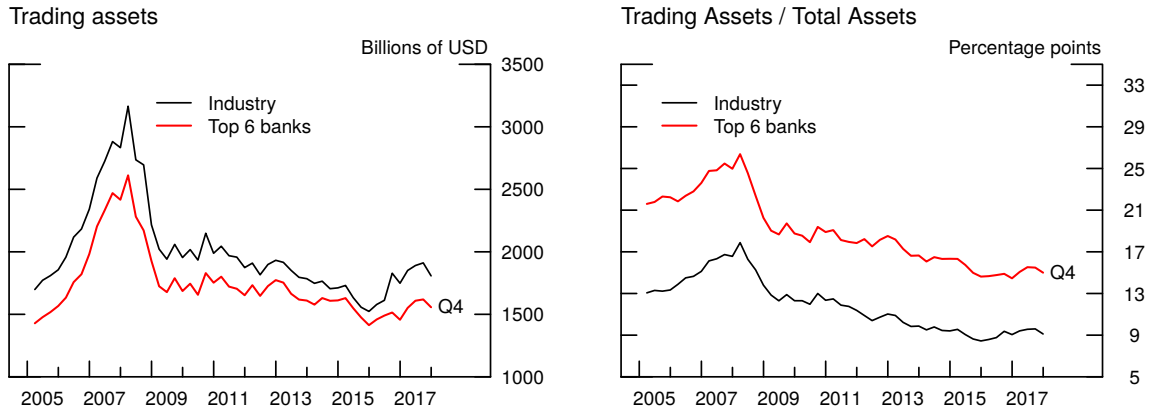 Trading assets
Billions of USD
3500
3000
2500
2000
1500
1000
Industry
Top 6 banks
Q4
2005 2007 2009 2011 2013 2015 2017
Trading Assets / Total Assets
Percentage points
33
29
25
21
17
13
9
5
Industry
Top 6 banks
Q4
2005 2007 2009 2011 2013 2015 2017